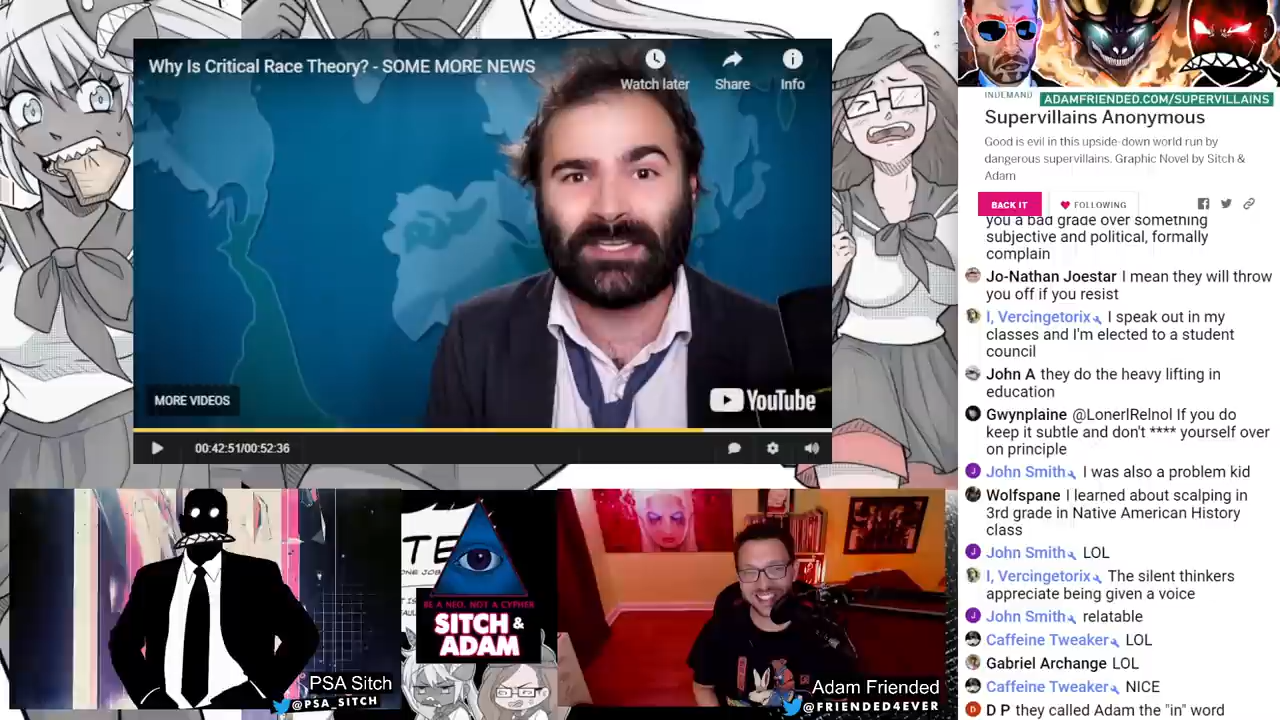 Why Is Critical Race Theory? - SOME MORE NEWS
Watch later
Share
Info
MORE VIDEOS
YouTube
00:42:51/00:52:36
INDEMAND
ADAMFRIENDED.COM/SUPERVILLAINS
Supervillains Anonymous
Good is evil in this upside-down world run by
dangerous supervillains. Graphic Novel by Sitch &
Adam
BACK IT
FOLLOWING
you a bad grade over something
subjective and political, formally
complain
Jo-Nathan Joestar I mean they will throw
you off if you resist
I, Vercingetorix I speak out in my
classes and I'm elected to a student
council
John A they do the heavy lifting in
education
Gwynplaine @LonerIRelnol If you do
keep it subtle and don't **** yourself over
on principle
John Smith I was also a problem kid
Wolfspane I learned about scalping in
3rd grade in Native American History
class
John Smith LOL
I, Vercingetorix The silent thinkers
appreciate being given a voice
John Smith relatable
Caffeine Tweaker LOL
Gabriel Archange LOL
Caffeine Tweaker NICE
D P they called Adam the "in" word
BE A NEO, NOT A CYPHER
SITCH &
ADAM
PSA Sitch
@PSA_SITCH
Adam Friended
@FRIENDED4EVER